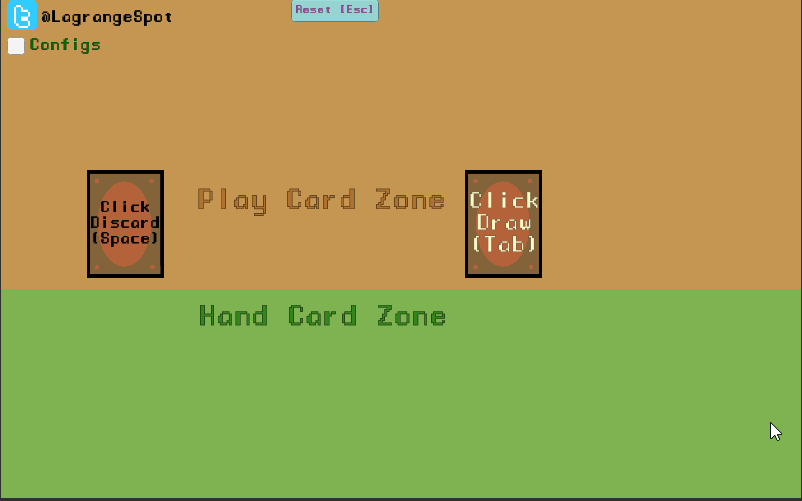 @LagrangeSpot
Reset [Esc]
Configs
Play Card Zone
Click
Discard
(Space)
Click
Draw
(Tab)
Hand Card Zone